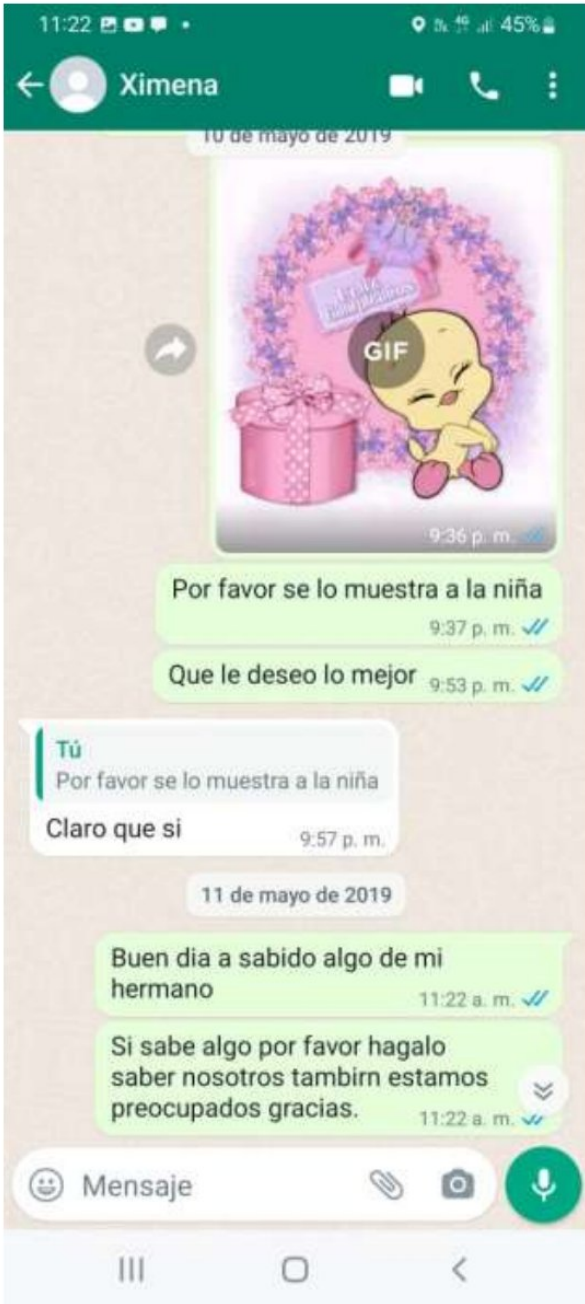 11:22
4G
45%
Ximena
10 de mayo de 2019
Feliz
Cumpleaños
GIF
9:36 p. m.
Por favor se lo muestra a la niña
9:37 p. m.
Que le deseo lo mejor 9:53 p. m.
Tú
Por favor se lo muestra a la niña
Claro que si
9:57 p. m.
11 de mayo de 2019
Buen dia a sabido algo de mi
hermano
11:22 a. m.
Si sabe algo por favor hagalo
saber nosotros tambirn estamos
preocupados gracias.
11:22 a. m.
Mensaje